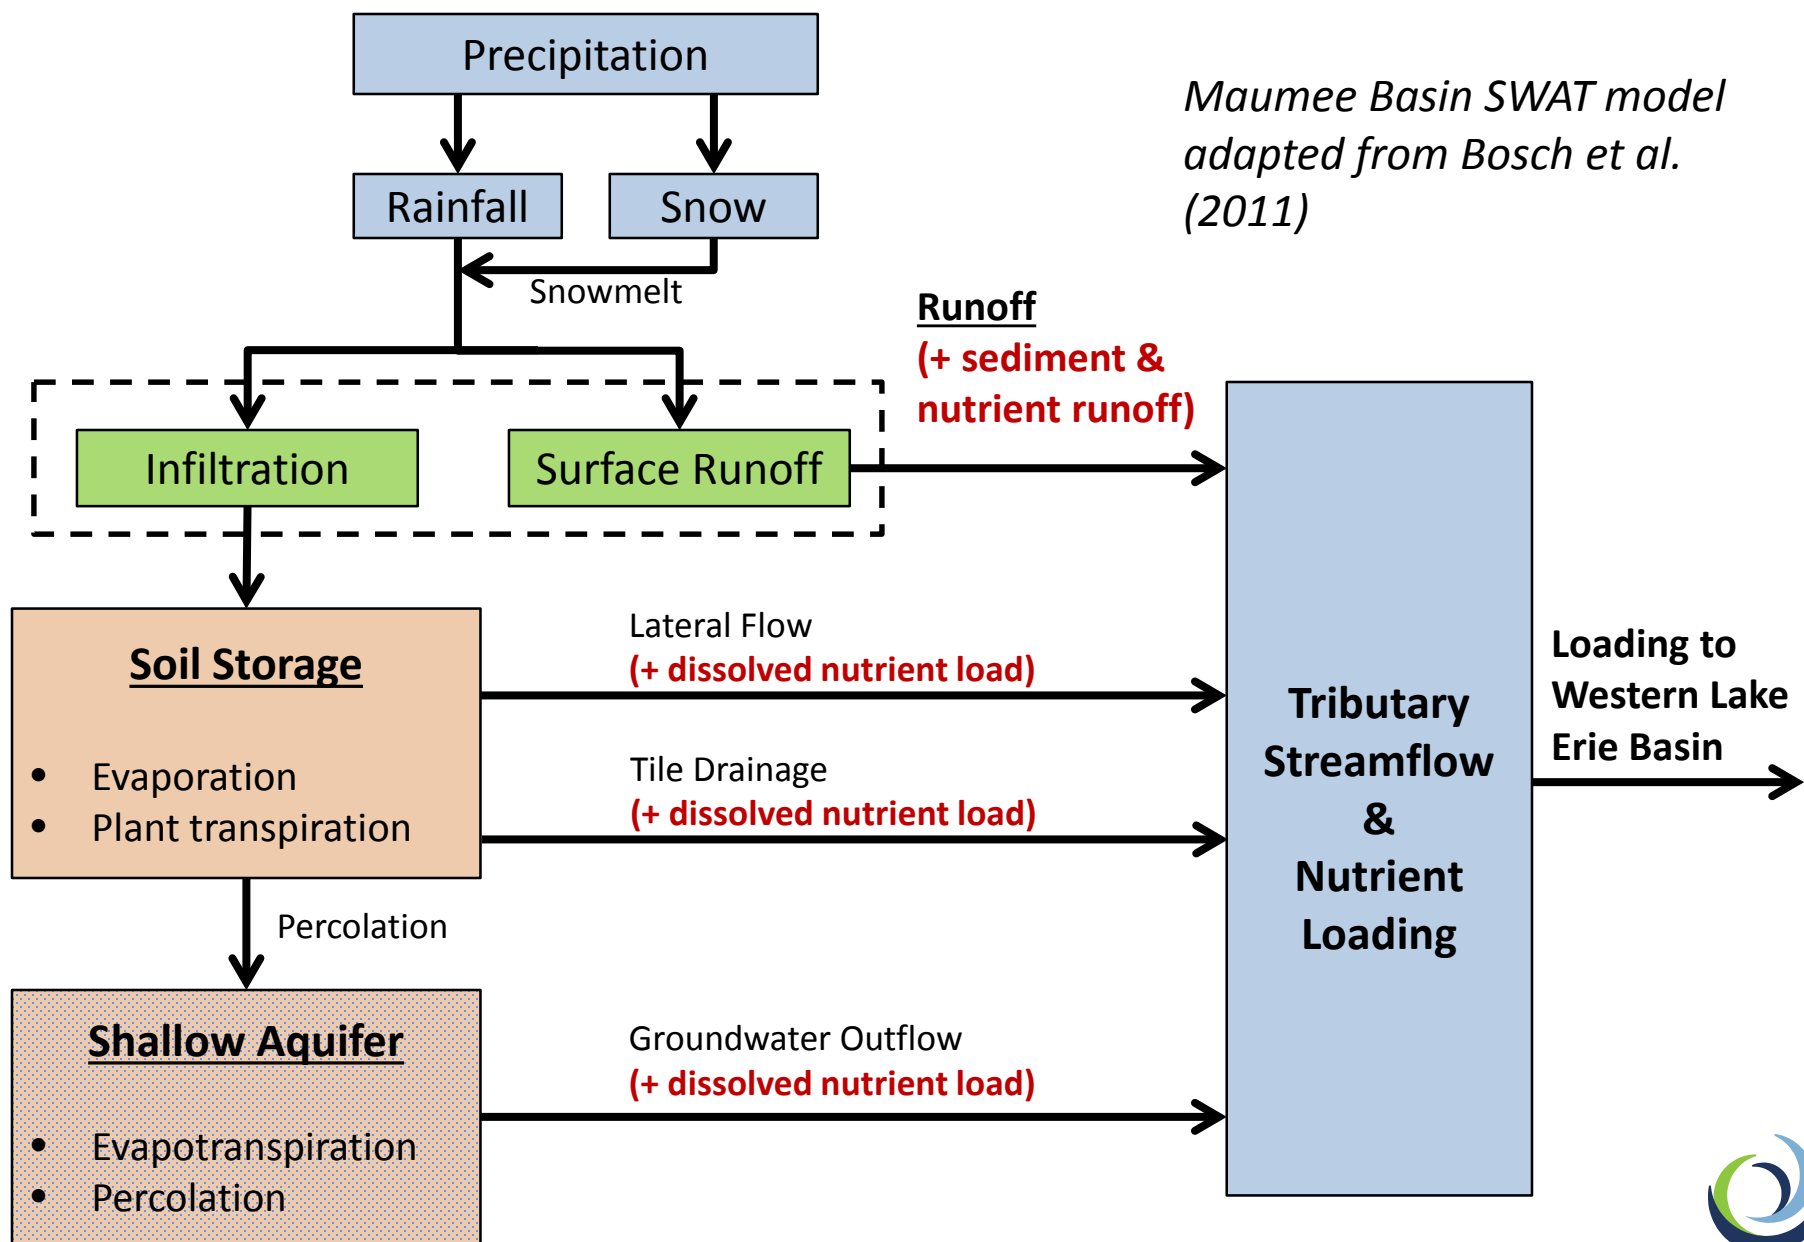 Precipitation
Maumee Basin SWAT model
adapted from Bosch et al.
(2011)
Rainfall
Snow
Snowmelt
Runoff
(+ sediment &
nutrient runoff)
Infiltration
Surface Runoff
Soil Storage
• Evaporation
• Plant transpiration
Lateral Flow
(+ dissolved nutrient load)
Tile Drainage
(+ dissolved nutrient load)
Tributary
Streamflow
&
Nutrient
Loading
Loading to
Western Lake
Erie Basin
Percolation
Shallow Aquifer
• Evapotranspiration
• Percolation
Groundwater Outflow
(+ dissolved nutrient load)